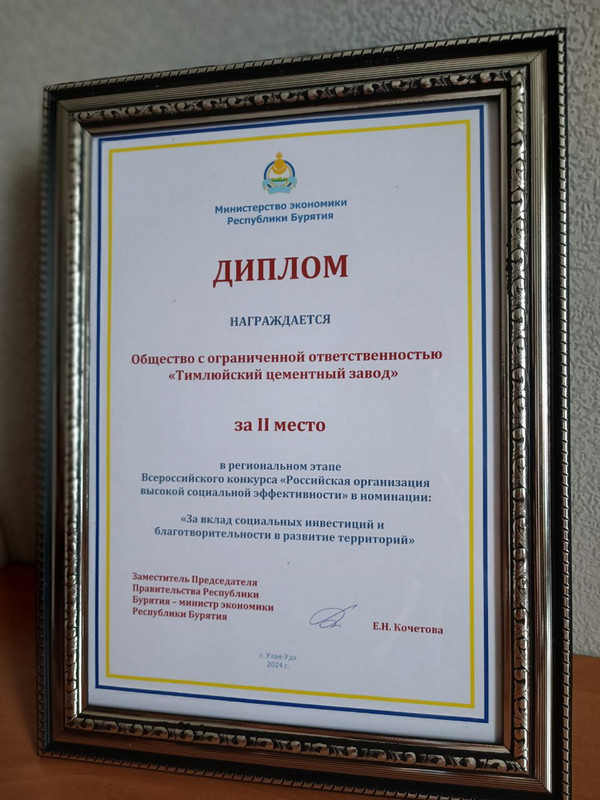 Министерство экономики
Республики Бурятия
ДИПЛОМ
НАГРАЖДАЕТСЯ
Общество с ограниченной ответственностью
«Тимлюйский цементный завод»
за II место
в региональном этапе
Всероссийского конкурса «Российская организация
высокой социальной эффективности» в номинации:
«За вклад социальных инвестиций и
благотворительности в развитие территорий»
Заместитель Председателя
Правительства Республики
Бурятия – министр экономики
Республики Бурятия
Е.Н. Кочетова
г. Улан-Удэ
2024 г.